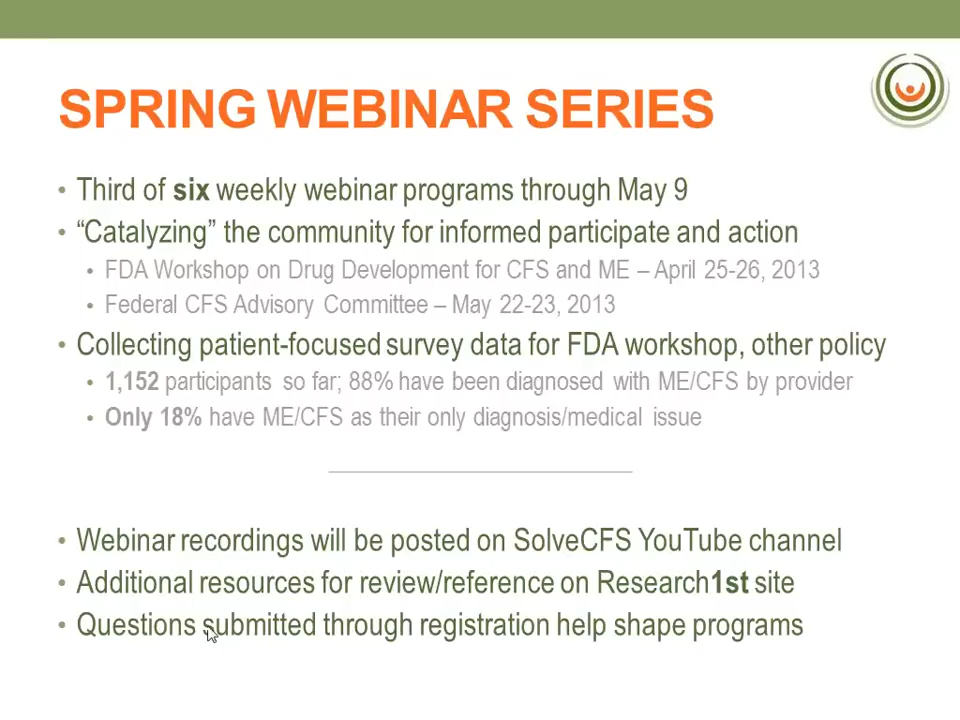 SPRING WEBINAR SERIES
• Third of six weekly webinar programs through May 9
• “Catalyzing” the community for informed participate and action
• FDA Workshop on Drug Development for CFS and ME – April 25-26, 2013
• Federal CFS Advisory Committee – May 22-23, 2013
• Collecting patient-focused survey data for FDA workshop, other policy
• 1,152 participants so far; 88% have been diagnosed with ME/CFS by provider
• Only 18% have ME/CFS as their only diagnosis/medical issue
• Webinar recordings will be posted on SolveCFS YouTube channel
• Additional resources for review/reference on Research1st site
• Questions submitted through registration help shape programs